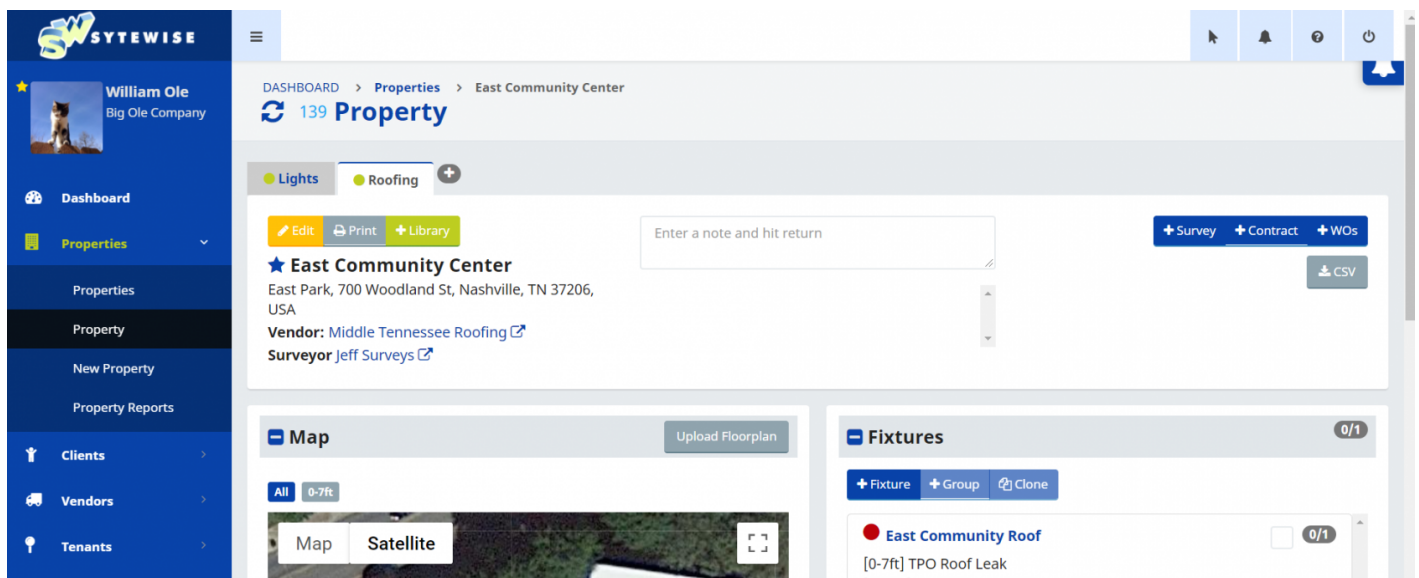 SW SYTEWISE
William Ole
Big Ole Company
Dashboard
Properties
Properties
Property
New Property
Property Reports
Clients
Vendors
Tenants
DASHBOARD > Properties > East Community Center
139 Property
Lights
Roofing
Edit
Print
+ Library
East Community Center
East Park, 700 Woodland St, Nashville, TN 37206,
USA
Vendor: Middle Tennessee Roofing
Surveyor Jeff Surveys
Enter a note and hit return
+ Survey
+ Contract
+ WOs
CSV
Map
Upload Floorplan
All
0-7ft
Map
Satellite
Fixtures
0/1
+ Fixture
+ Group
Clone
East Community Roof
0/1
[0-7ft] TPO Roof Leak